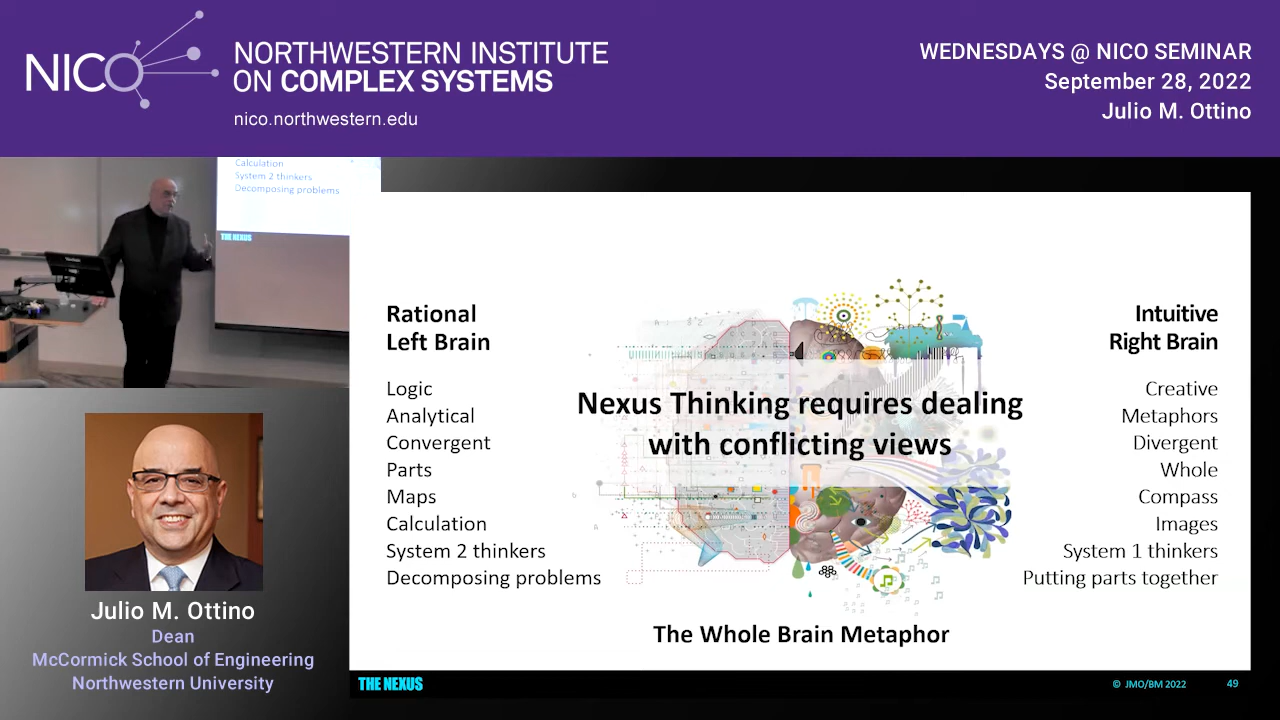 NICO
NORTHWESTERN INSTITUTE
ON COMPLEX SYSTEMS
nico.northwestern.edu
WEDNESDAYS @ NICO SEMINAR
September 28, 2022
Julio M. Ottino
Calculation
System 2 thinkers
Decomposing problems
THE NEXUS
Julio M. Ottino
Dean
McCormick School of Engineering
Northwestern University
Rational
Left Brain
Logic
Analytical
Convergent
Parts
Maps
Calculation
System 2 thinkers
Decomposing problems
Nexus Thinking requires dealing
with conflicting views
The Whole Brain Metaphor
Intuitive
Right Brain
Creative
Metaphors
Divergent
Whole
Compass
Images
System 1 thinkers
Putting parts together
THE NEXUS
© JMO/BM 2022
49